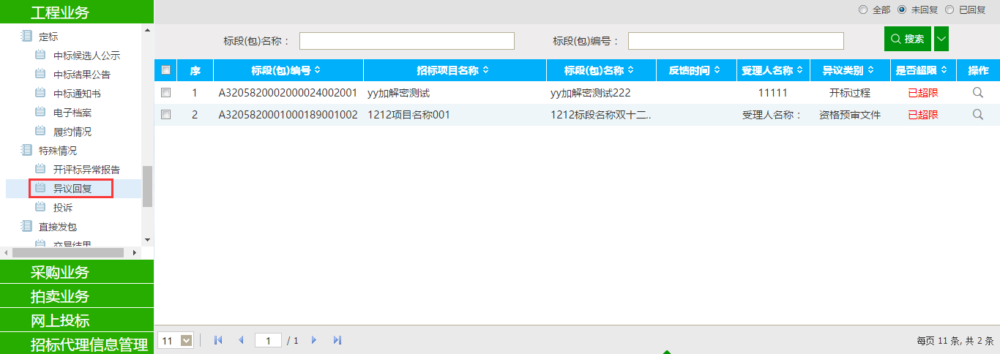 工程业务
定标
中标候选人公示
中标结果公告
中标通知书
电子档案
履约情况
特殊情况
开评标异常报告
异议回复
投诉
直接发包
交易结果
采购业务
拍卖业务
网上投标
招标代理信息管理
全部 未回复 已回复
标段(包)名称： 标段(包)编号： 搜索
序 标段(包)编号 招标项目名称 标段(包)名称 反馈时间 受理人名称 异议类别 是否超限 操作
1 A3205820002000024002001 yy加解密测试 yy加解密测试222 11111 开标过程 已超限
2 A3205820001000189001002 1212项目名称001 1212标段名称双十二.. 受理人名称： 资格预审文件 已超限
11 1 / 1 每页 11 条, 共 2 条